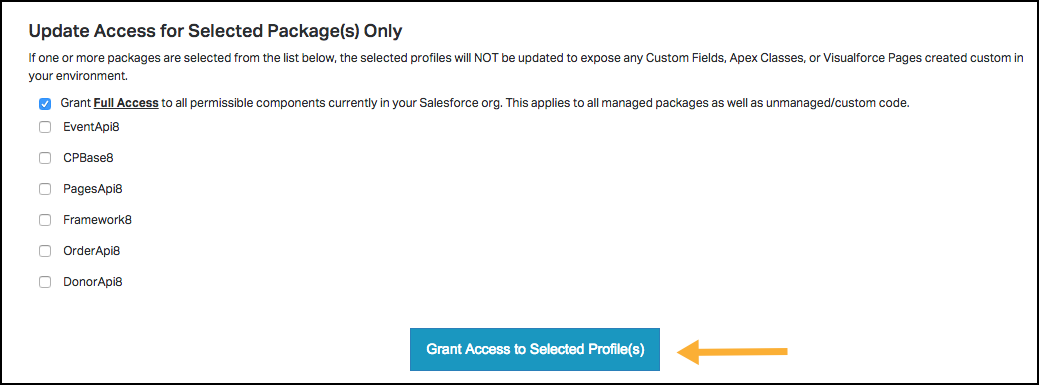 Update Access for Selected Package(s) Only
If one or more packages are selected from the list below, the selected profiles will NOT be updated to expose any Custom Fields, Apex Classes, or Visualforce Pages created custom in
your environment.
Grant Full Access to all permissible components currently in your Salesforce org. This applies to all managed packages as well as unmanaged/custom code.
EventApi8
CPBase8
PagesApi8
Framework8
OrderApi8
DonorApi8
Grant Access to Selected Profile(s)